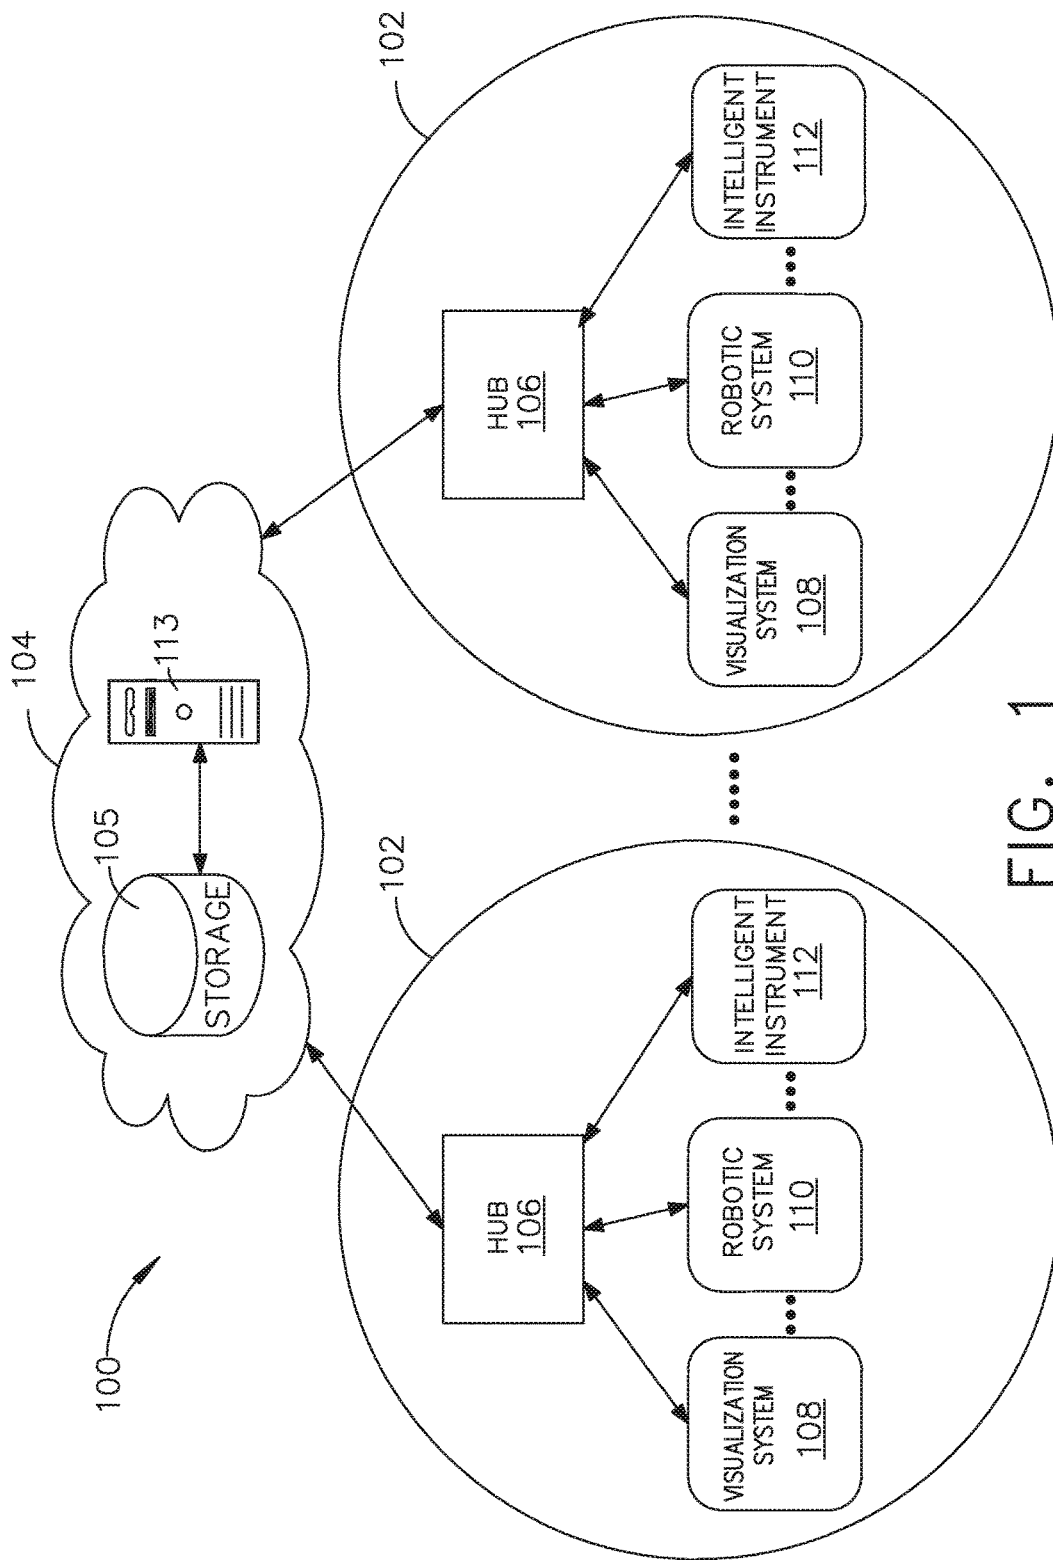 100
104
105
STORAGE
113
102
HUB
106
VISUALIZATION
SYSTEM
108
ROBOTIC
SYSTEM
110
INTELLIGENT
INSTRUMENT
112
102
HUB
106
VISUALIZATION
SYSTEM
108
ROBOTIC
SYSTEM
110
INTELLIGENT
INSTRUMENT
112
FIG. 1